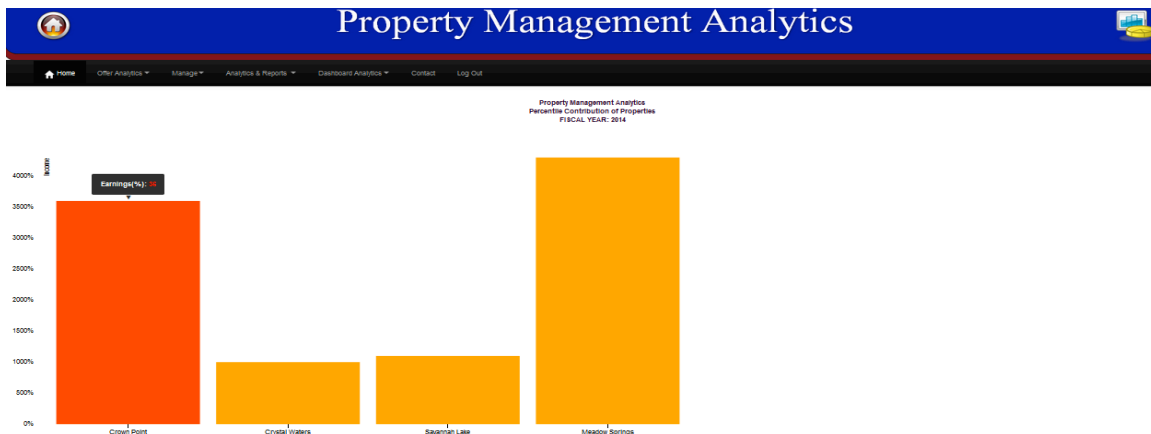 Property Management Analytics
Home Offer Analytics Manage Analytics & Reports Dashboard Analytics Contact Log Out
Property Management Analytics
Percentile Contribution of Properties
FISCAL YEAR: 2014
Income
4000%
Earnings(%): 36
3500%
3000%
2500%
2000%
1500%
1000%
500%
0%
Crown Point Crystal Waters Savannah Lake Meadow Springs